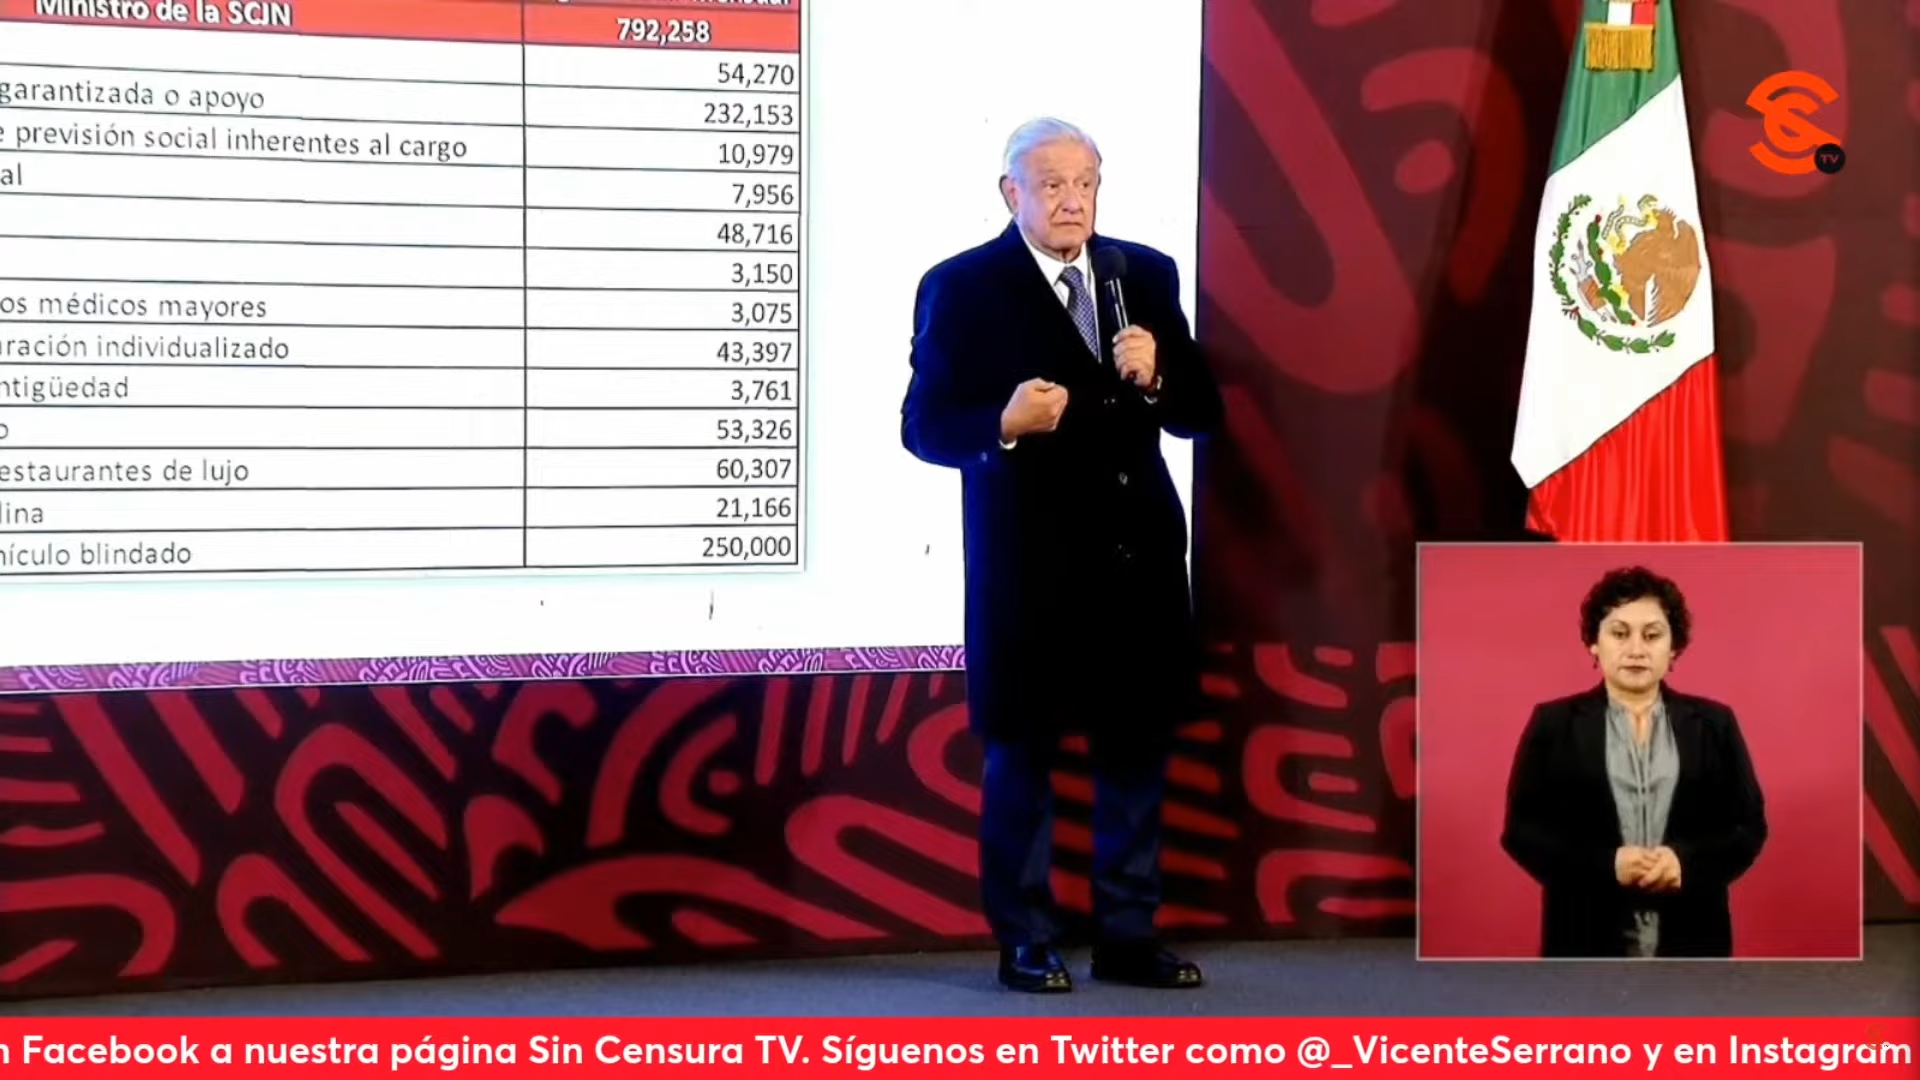 Ministro de la SCJN
792,258
54,270
garantizada o apoyo 232,153
e previsión social inherentes al cargo 10,979
al 7,956
48,716
3,150
os médicos mayores 3,075
ración individualizado 43,397
ntigüedad 3,761
o 53,326
estaurantes de lujo 60,307
lina 21,166
hículo blindado 250,000
TV
n Facebook a nuestra página Sin Censura TV. Síguenos en Twitter como @_VicenteSerrano y en Instagram